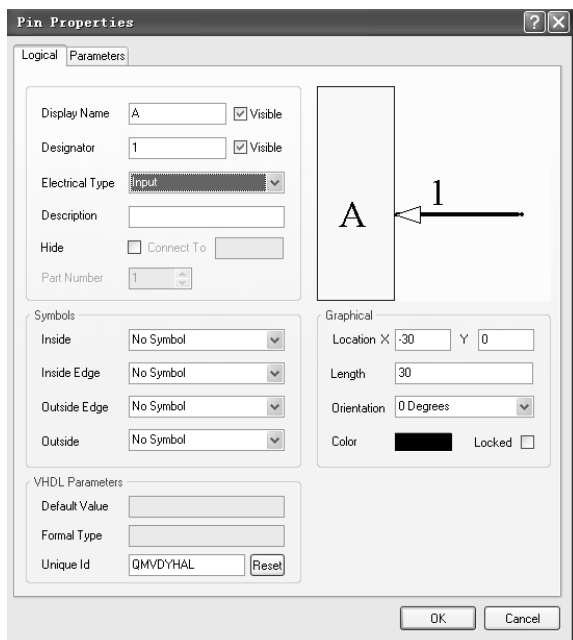 Pin Properties
Logical Parameters
Display Name A Visible
Designator 1 Visible
Electrical Type Input
Description
Hide Connect To
Part Number 1
A 1
Symbols
Inside No Symbol
Inside Edge No Symbol
Outside Edge No Symbol
Outside No Symbol
Graphical
Location X -30 Y 0
Length 30
Orientation 0 Degrees
Color Locked
VHDL Parameters
Default Value
Formal Type
Unique Id QMVDYHAL Reset
OK Cancel